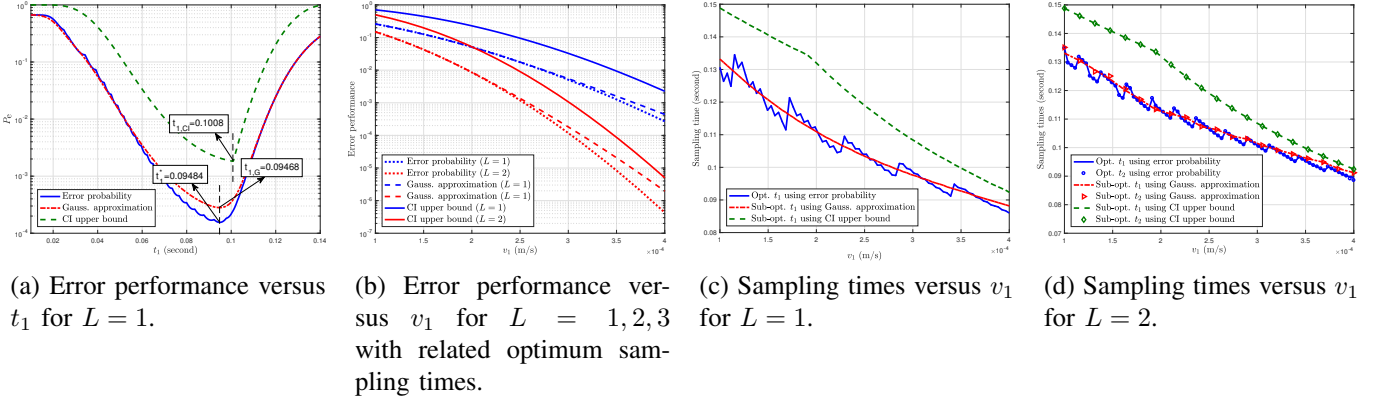 10^0
10^-1
10^-2
10^-3
10^-4
P_e
0.02 0.04 0.06 0.08 0.1 0.12 0.14
t_1 (second)
t_{1,CI}=0.1008
t_1^*=0.09484
t_{1,G}=0.09468
Error probability
Gauss. approximation
CI upper bound
10^0
10^-1
10^-2
10^-3
10^-4
10^-5
10^-6
10^-7
Error performance
1 1.5 2 2.5 3 3.5 4
v_1 (m/s)
×10^-4
Error probability (L = 1)
Error probability (L = 2)
Gauss. approximation (L = 1)
Gauss. approximation (L = 1)
CI upper bound (L = 1)
CI upper bound (L = 2)
0.15
0.14
0.13
0.12
0.11
0.1
0.09
0.08
Sampling time (second)
1 1.5 2 2.5 3 3.5 4
v_1 (m/s)
×10^-4
Opt. t_1 using error probability
Sub-opt. t_1 using Gauss. approximation
Sub-opt. t_1 using CI upper bound
0.15
0.14
0.13
0.12
0.11
0.1
0.09
0.08
0.07
0.06
Sampling times (second)
1 1.5 2 2.5 3 3.5 4
v_1 (m/s)
×10^-4
Opt. t_1 using error probability
Opt. t_2 using error probability
Sub-opt. t_1 using Gauss. approximation
Sub-opt. t_2 using Gauss. approximation
Sub-opt. t_1 using CI upper bound
Sub-opt. t_2 using CI upper bound
(a) Error performance versus
t_1 for L = 1.
(b) Error performance ver-
sus v_1 for L = 1, 2, 3
with related optimum sam-
pling times.
(c) Sampling times versus v_1
for L = 1.
(d) Sampling times versus v_1
for L = 2.